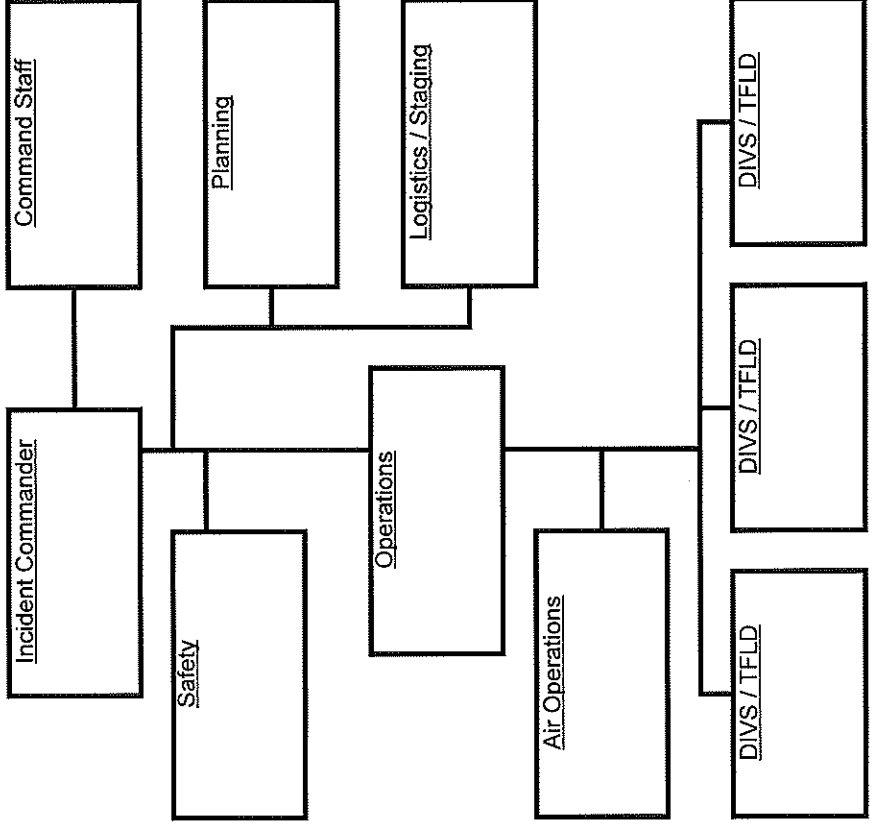 Incident Commander
Command Staff
Safety
Planning
Logistics / Staging
Operations
Air Operations
DIVS / TFLD
DIVS / TFLD
DIVS / TFLD